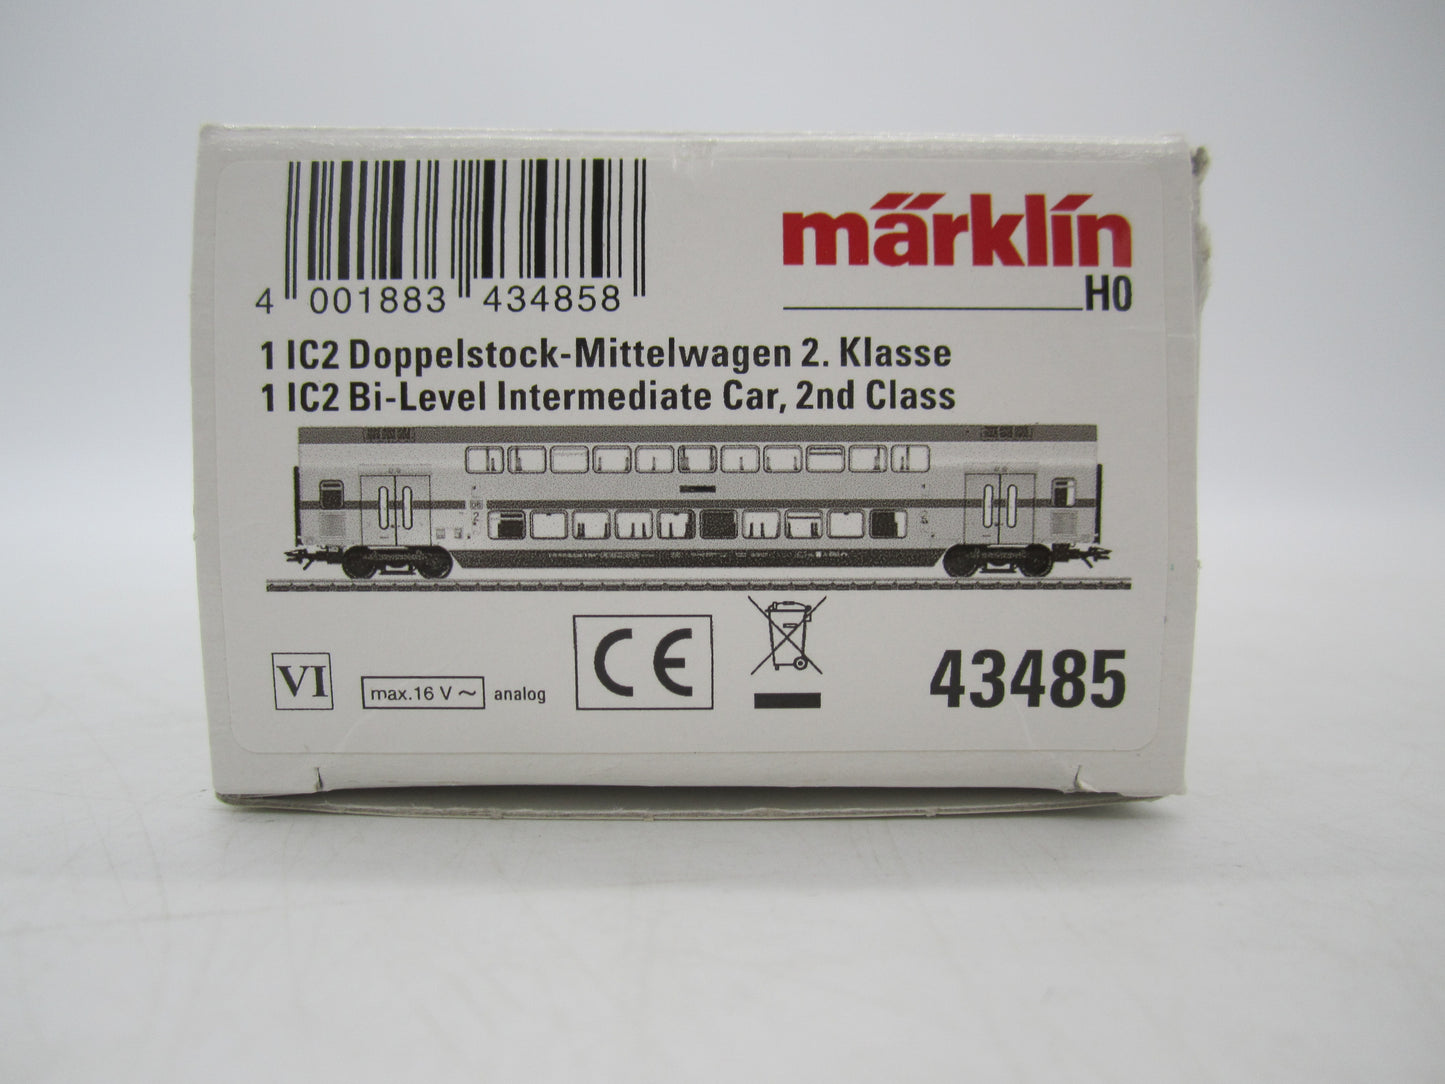 4 001883 434858
märklín
H0
1 IC2 Doppelstock-Mittelwagen 2. Klasse
1 IC2 Bi-Level Intermediate Car, 2nd Class
VI
max.16 V ~ analog
CE
43485